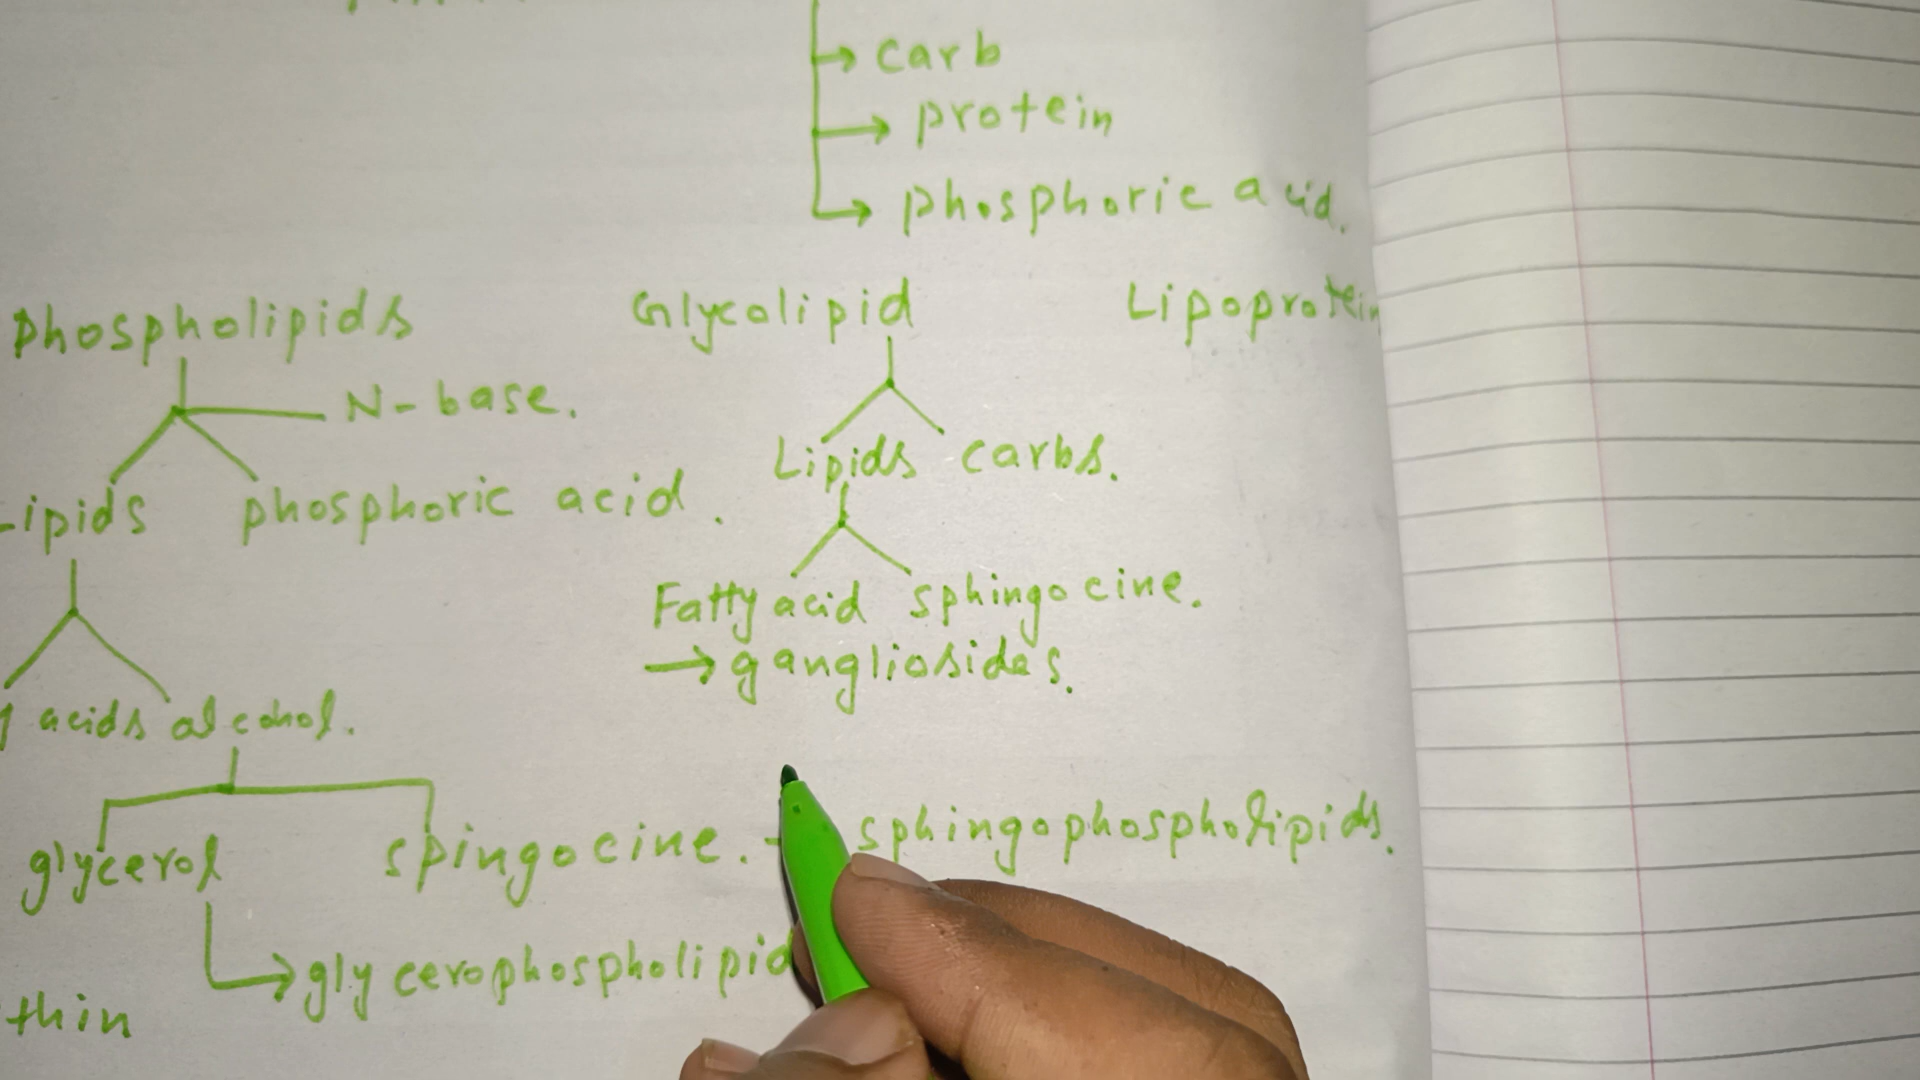 carb
protein
phosphoric acid.
Phospholipids Glycolipid Lipoprotein
N-base.
Lipids carbs.
Lipids phosphoric acid.
Fatty acid sphingocine.
→ gangliosides.
acids alcohol.
glycerol spingocine. sphingophospholipids.
glycerophospholipid
thin